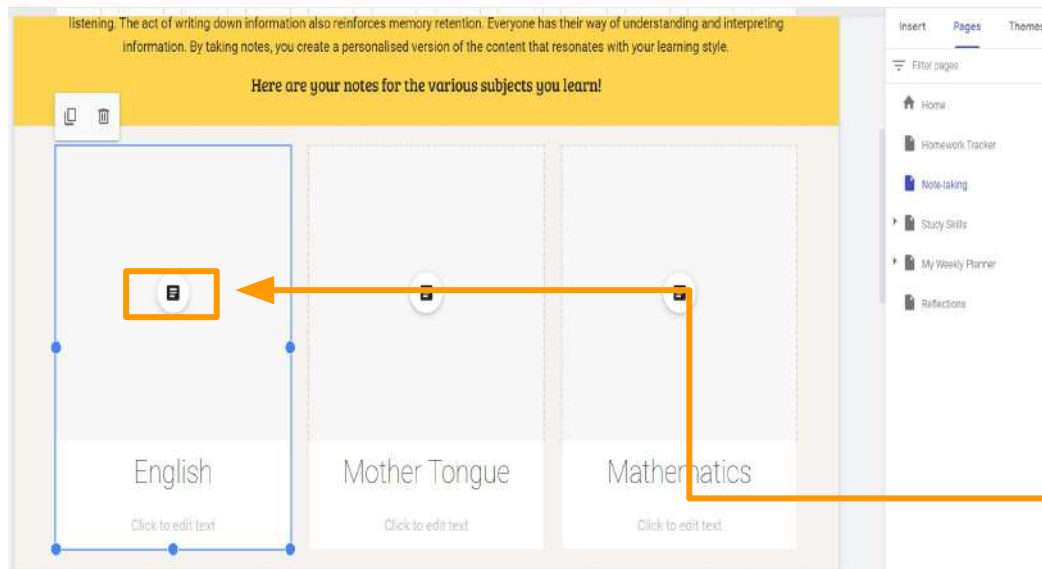 listening. The act of writing down information also reinforces memory retention. Everyone has their way of understanding and interpreting
information. By taking notes, you create a personalised version of the content that resonates with your learning style.
Here are your notes for the various subjects you learn!
English
Click to edit text
Mother Tongue
Click to edit text
Mathematics
Click to edit text
Insert Pages Themes
Filter pages
Home
Homework Tracker
Note-taking
Study Skills
My Weekly Planner
Reflections